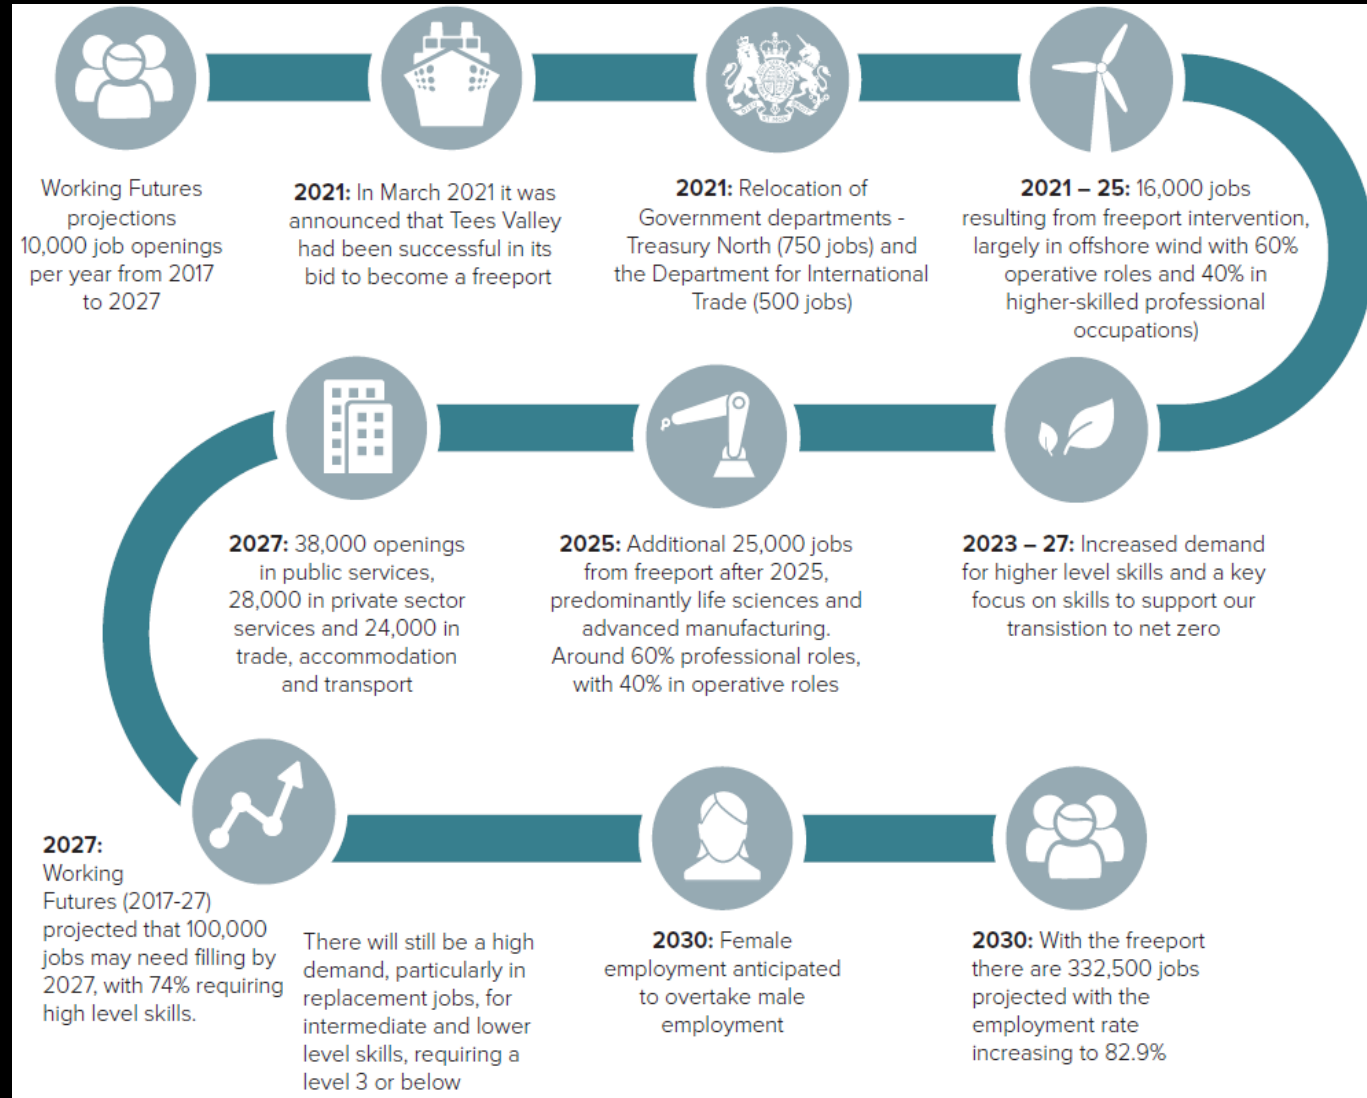 Working Futures
projections
10,000 job openings
per year from 2017
to 2027
2021: In March 2021 it was
announced that Tees Valley
had been successful in its
bid to become a freeport
2021: Relocation of
Government departments -
Treasury North (750 jobs) and
the Department for International
Trade (500 jobs)
2021 – 25: 16,000 jobs
resulting from freeport intervention,
largely in offshore wind with 60%
operative roles and 40% in
higher-skilled professional
occupations)
2023 – 27: Increased demand
for higher level skills and a key
focus on skills to support our
transistion to net zero
2025: Additional 25,000 jobs
from freeport after 2025,
predominantly life sciences and
advanced manufacturing.
Around 60% professional roles,
with 40% in operative roles
2027: 38,000 openings
in public services,
28,000 in private sector
services and 24,000 in
trade, accommodation
and transport
2027:
Working
Futures (2017-27)
projected that 100,000
jobs may need filling by
2027, with 74% requiring
high level skills.
There will still be a high
demand, particularly in
replacement jobs, for
intermediate and lower
level skills, requiring a
level 3 or below
2030: Female
employment anticipated
to overtake male
employment
2030: With the freeport
there are 332,500 jobs
projected with the
employment rate
increasing to 82.9%